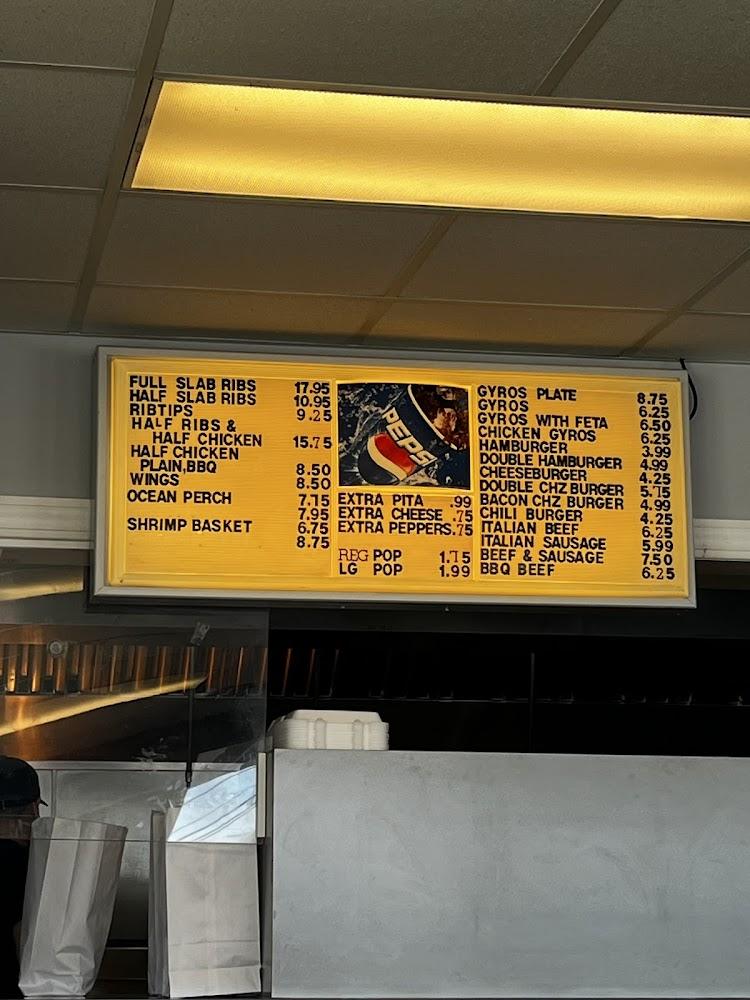 FULL SLAB RIBS 17.95
HALF SLAB RIBS 10.95
RIBTIPS 9.25
HALF RIBS &
HALF CHICKEN 15.75
HALF CHICKEN
PLAIN,BBQ 8.50
WINGS 8.50
OCEAN PERCH 7.15
7.95
SHRIMP BASKET 6.75
8.75
PEPSI
EXTRA PITA .99
EXTRA CHEESE .75
EXTRA PEPPERS .75
REG POP 1.75
LG POP 1.99
GYROS PLATE 8.75
GYROS 6.25
GYROS WITH FETA 6.50
CHICKEN GYROS 6.25
HAMBURGER 3.99
DOUBLE HAMBURGER 4.99
CHEESEBURGER 4.25
DOUBLE CHZ BURGER 5.75
BACON CHZ BURGER 4.99
CHILI BURGER 4.25
ITALIAN BEEF 6.25
ITALIAN SAUSAGE 5.99
BEEF & SAUSAGE 7.50
BBQ BEEF 6.25